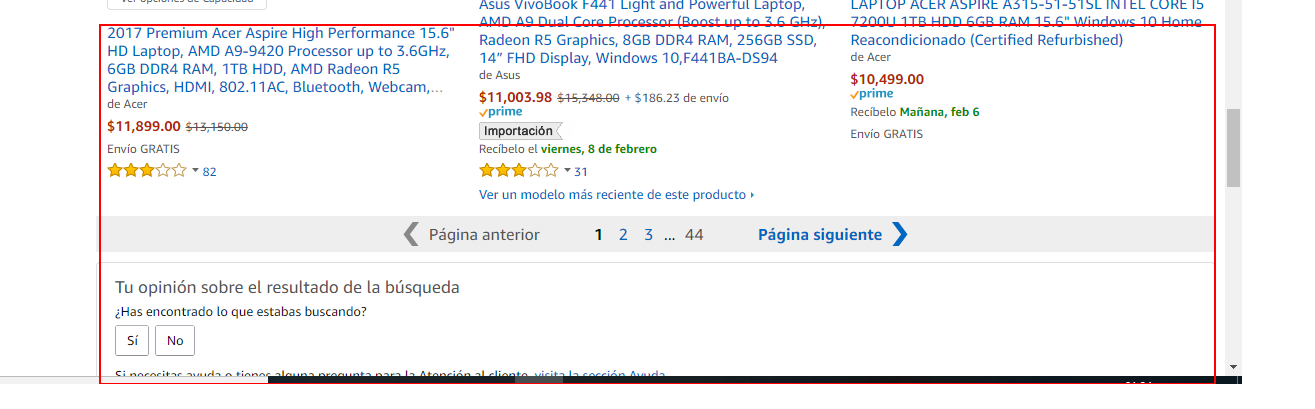 Ver opciones de Capacidad
2017 Premium Acer Aspire High Performance 15.6"
HD Laptop, AMD A9-9420 Processor up to 3.6GHz,
6GB DDR4 RAM, 1TB HDD, AMD Radeon R5
Graphics, HDMI, 802.11AC, Bluetooth, Webcam,...
de Acer
$11,899.00 $13,150.00
Envío GRATIS
82
Asus VivoBook F441 Light and Powerful Laptop,
AMD A9 Dual Core Processor (Boost up to 3.6 GHz),
Radeon R5 Graphics, 8GB DDR4 RAM, 256GB SSD,
14” FHD Display, Windows 10,F441BA-DS94
de Asus
$11,003.98 $15,348.00 + $186.23 de envío
prime
Importación
Recíbelo el viernes, 8 de febrero
31
Ver un modelo más reciente de este producto
LAPTOP ACER ASPIRE A315-51-51SL INTEL CORE I5
7200U 1TB HDD 6GB RAM 15.6" Windows 10 Home
Reacondicionado (Certified Refurbished)
de Acer
$10,499.00
prime
Recíbelo Mañana, feb 6
Envío GRATIS
Página anterior 1 2 3 ... 44 Página siguiente
Tu opinión sobre el resultado de la búsqueda
¿Has encontrado lo que estabas buscando?
Sí No
Si necesitas ayuda o tienes alguna pregunta para la Atención al cliente, visita la sección Ayuda